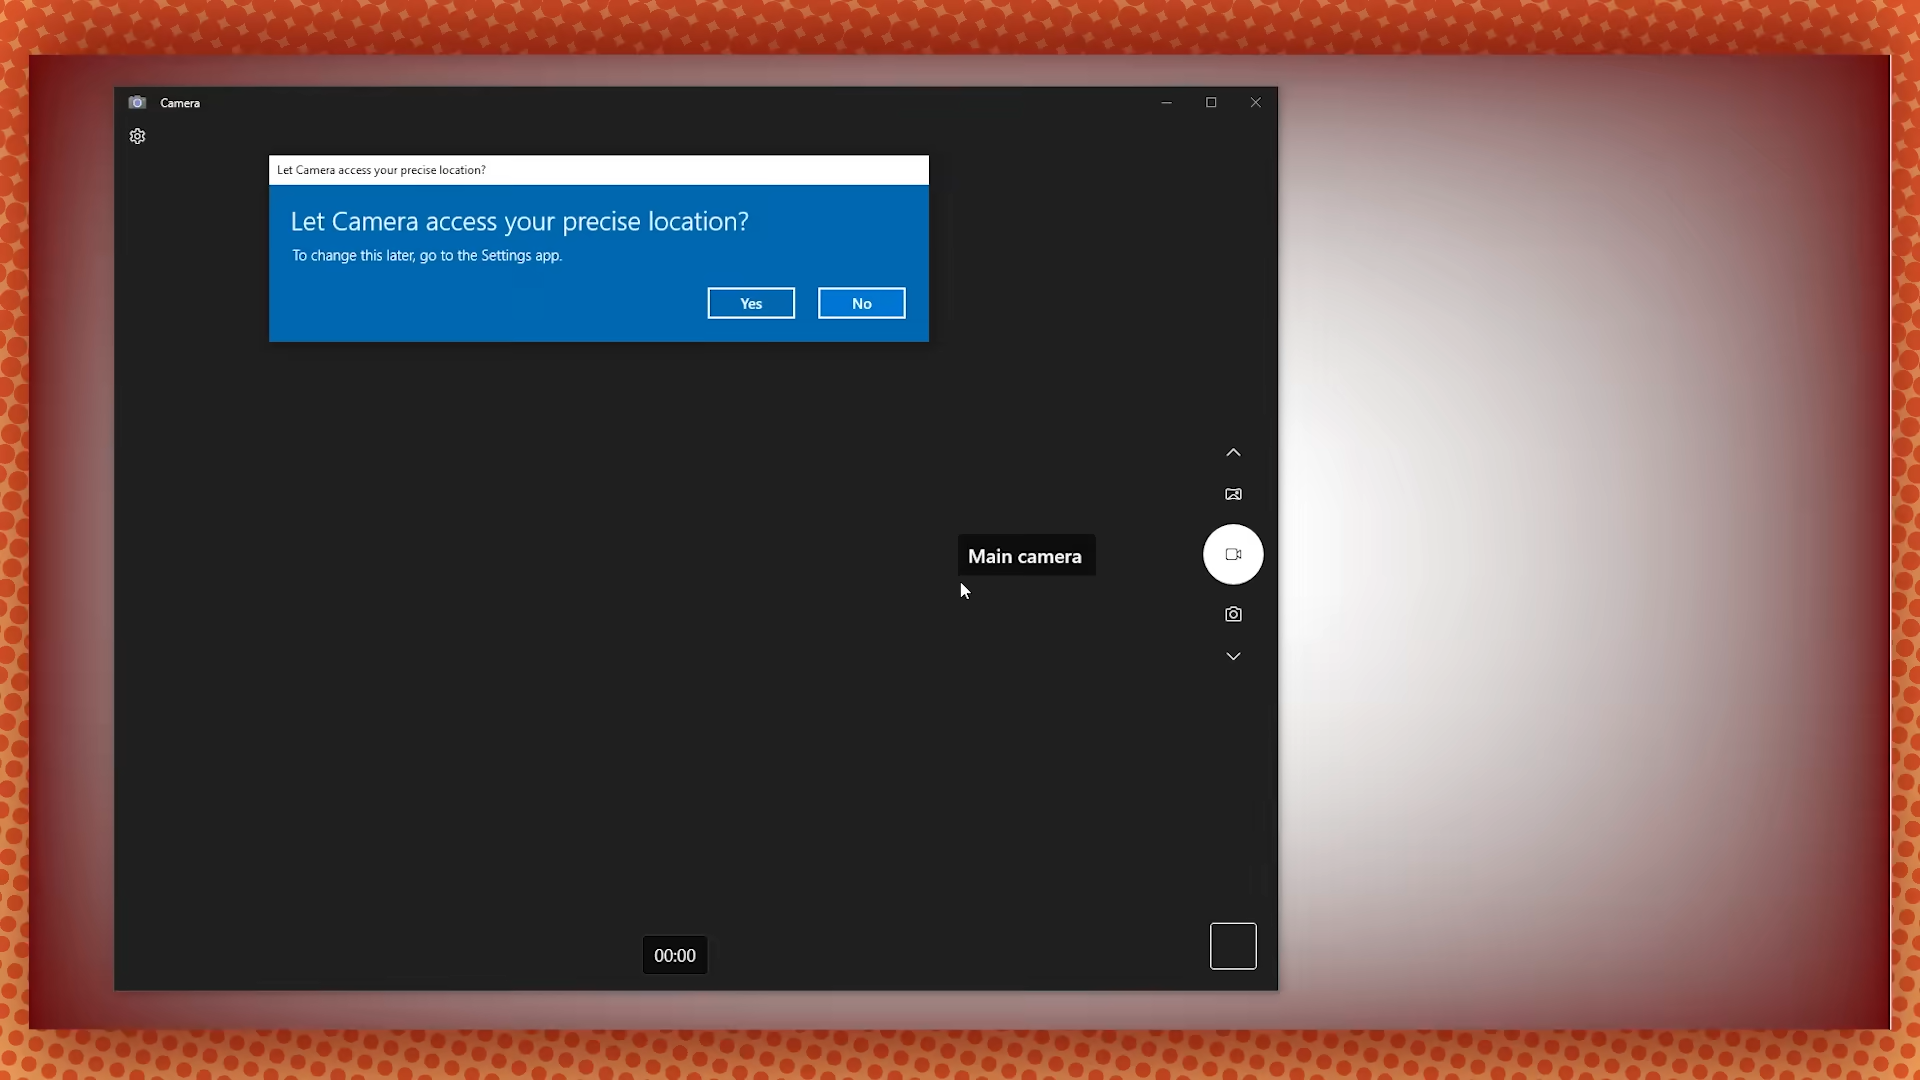 Camera
Let Camera access your precise location?
Let Camera access your precise location?
To change this later, go to the Settings app.
Yes
No
Main camera
00:00